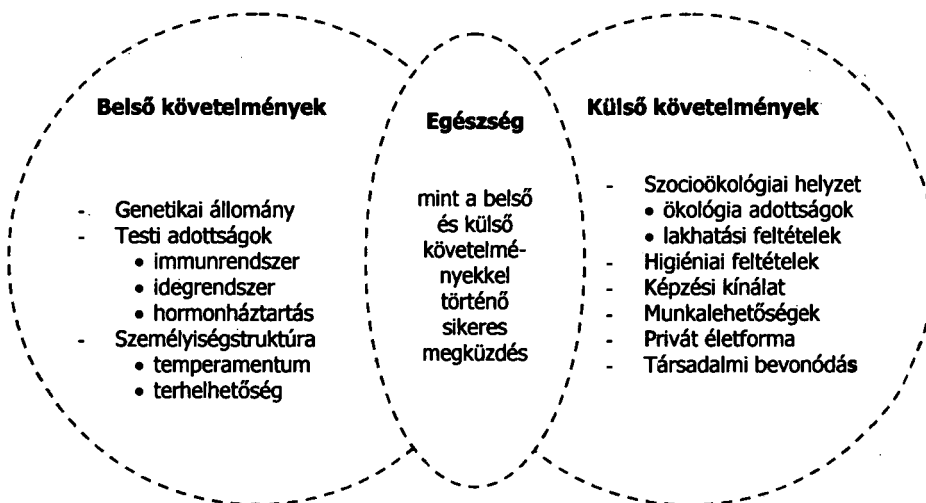 Belső követelmények
- Genetikai állomány
- Testi adottságok
• immunrendszer
• idegrendszer
• hormonháztartás
- Személyiségstruktúra
• temperamentum
• terhelhetőség
Egészség
mint a belső
és külső
követelmé-
nyekkel
történő
sikeres
megküzdés
Külső követelmények
- Szocioökológiai helyzet
• ökológia adottságok
• lakhatási feltételek
- Higiéniai feltételek
- Képzési kínálat
- Munkalehetőségek
- Privát életforma
- Társadalmi bevonódás